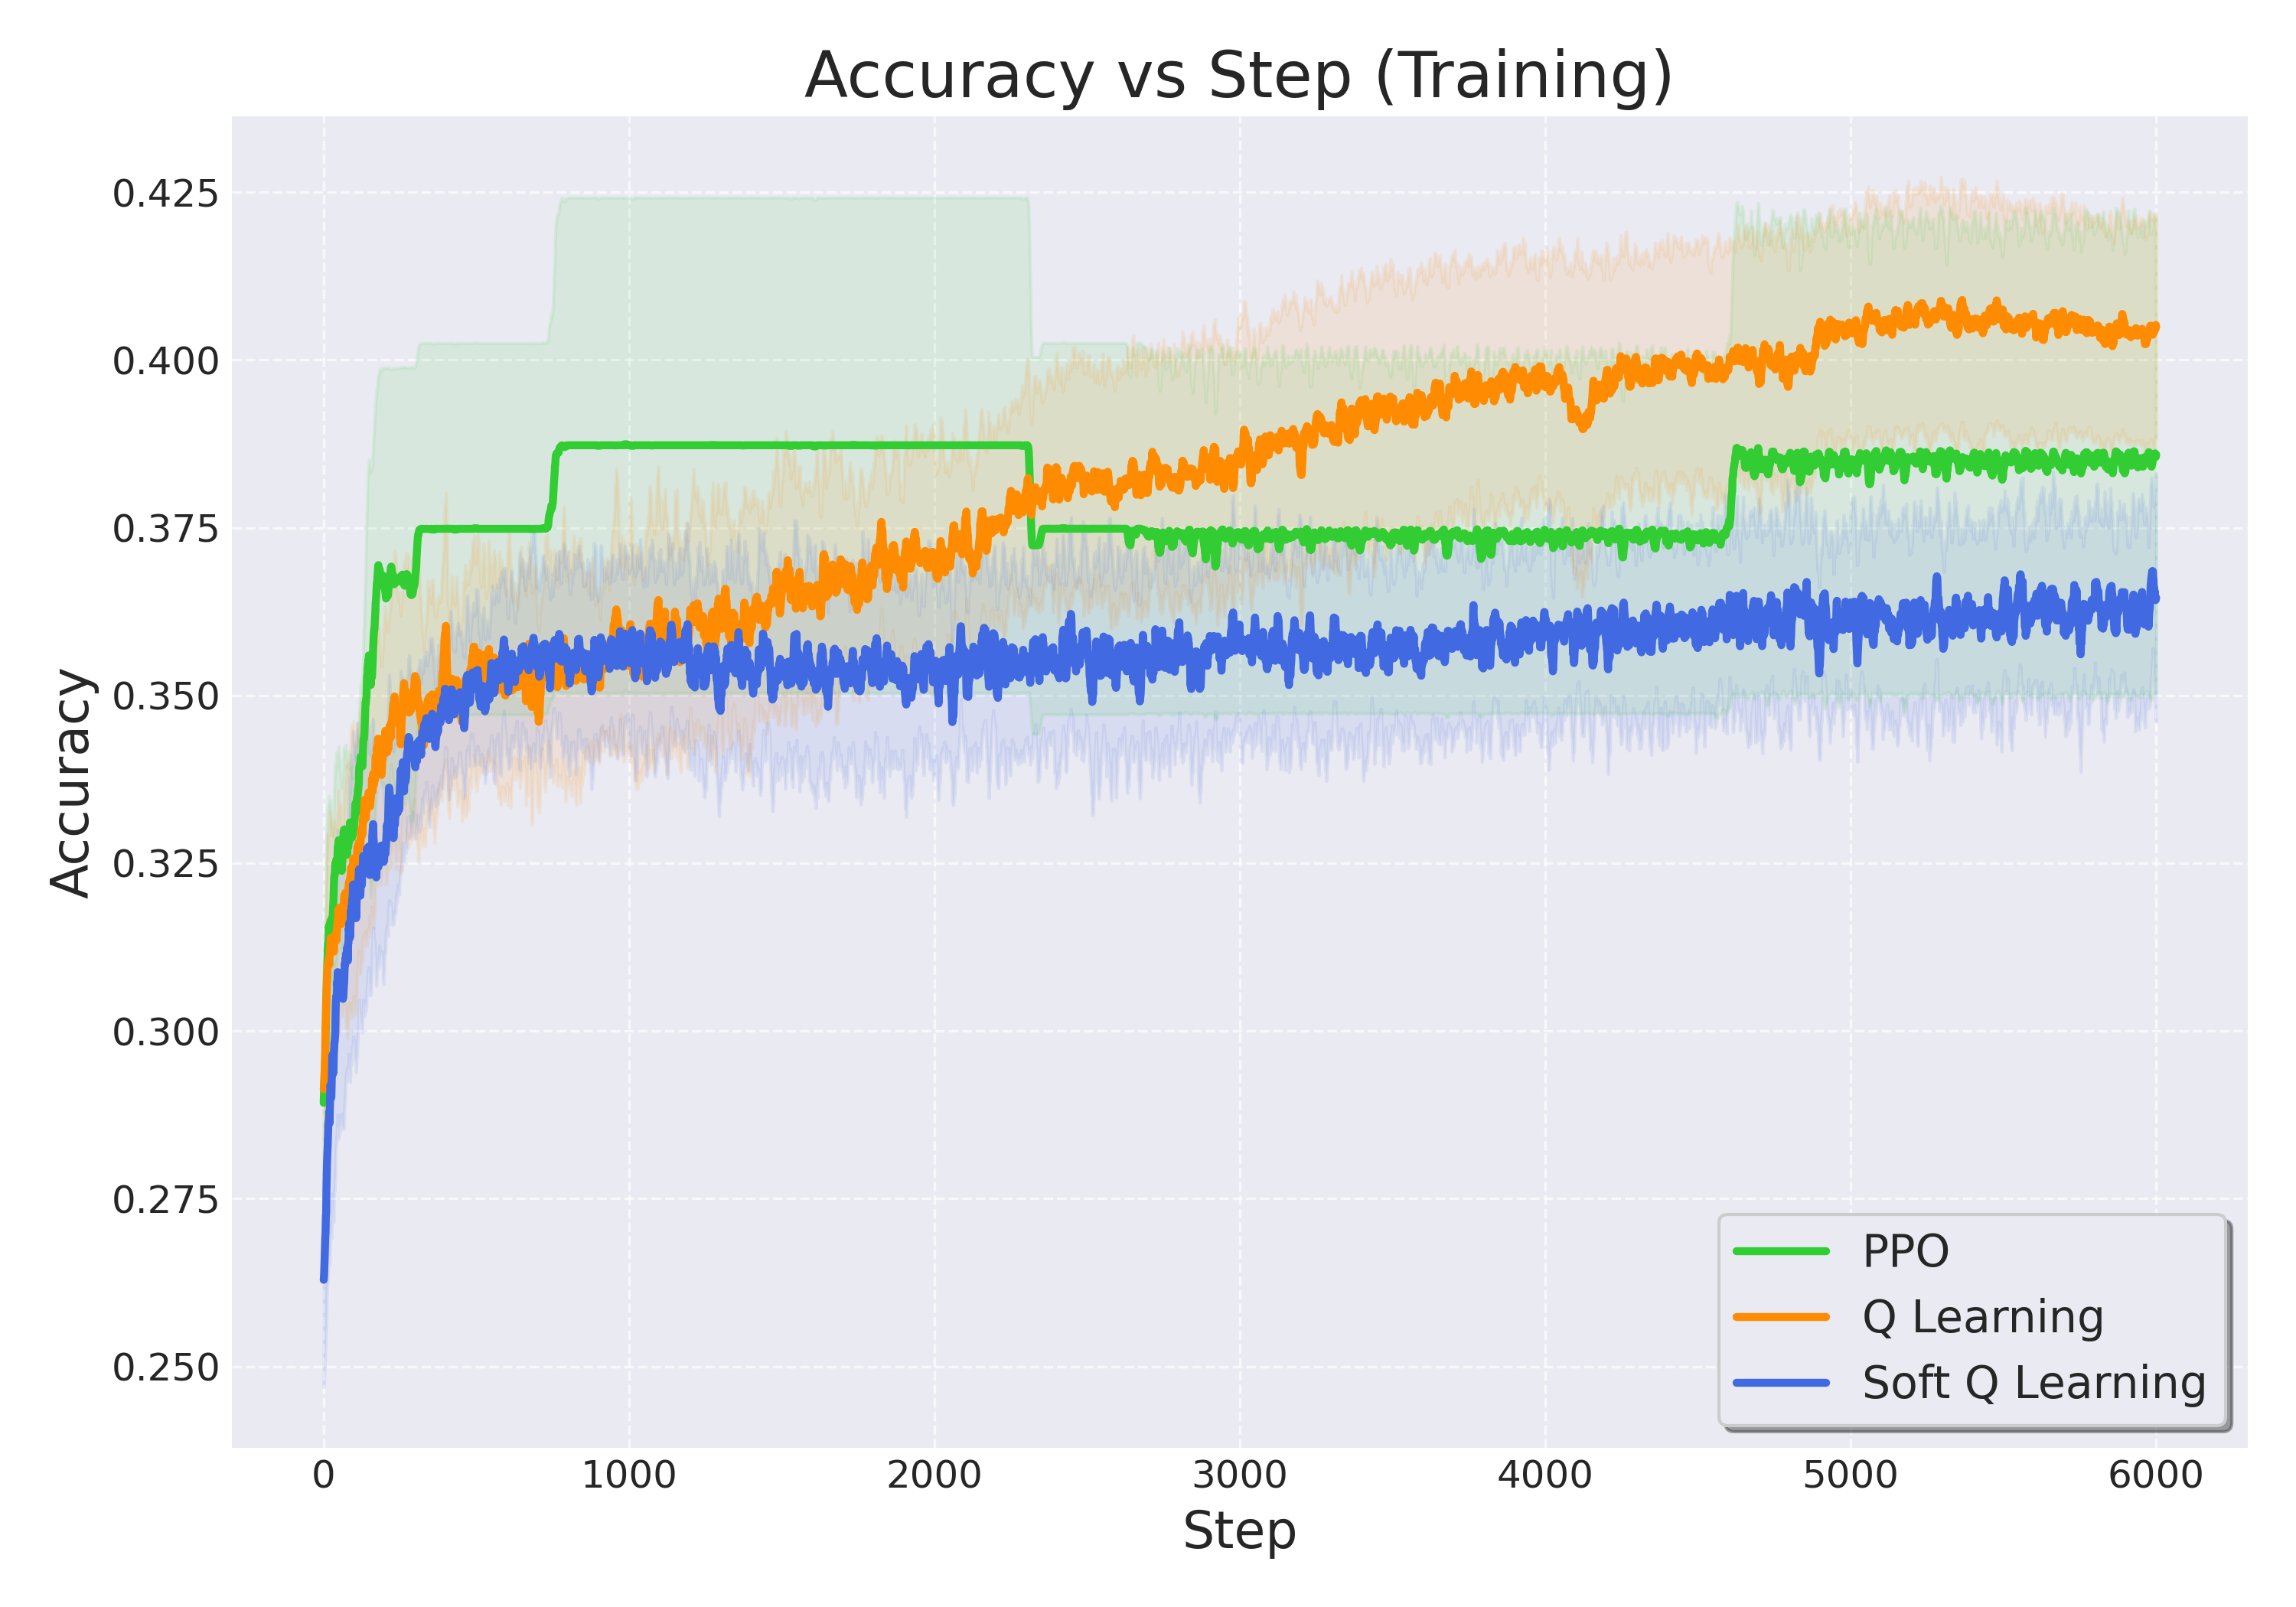 Accuracy vs Step (Training)
0.425
0.400
0.375
0.350
0.325
0.300
0.275
0.250
Accuracy
0 1000 2000 3000 4000 5000 6000
Step
PPO
Q Learning
Soft Q Learning